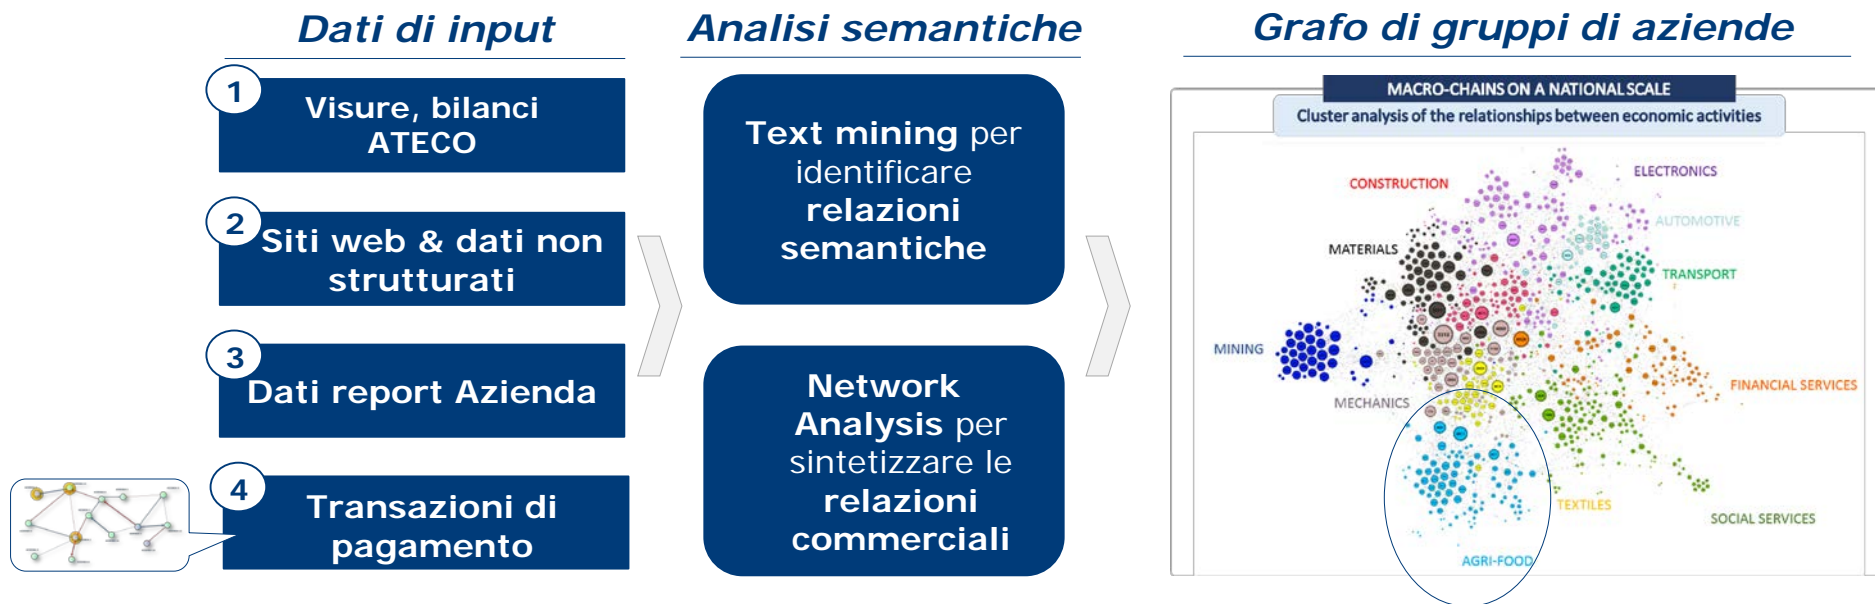 Dati di input
1
Visure, bilanci
ATECO
2
Siti web & dati non
strutturati
3
Dati report Azienda
4
Transazioni di
pagamento
Analisi semantiche
Text mining per
identificare
relazioni
semantiche
Network
Analysis per
sintetizzare le
relazioni
commerciali
Grafo di gruppi di aziende
MACRO-CHAINS ON A NATIONAL SCALE
Cluster analysis of the relationships between economic activities
ELECTRONICS
CONSTRUCTION
AUTOMOTIVE
MATERIALS
TRANSPORT
MINING
FINANCIAL SERVICES
MECHANICS
TEXTILES
SOCIAL SERVICES
AGRI-FOOD